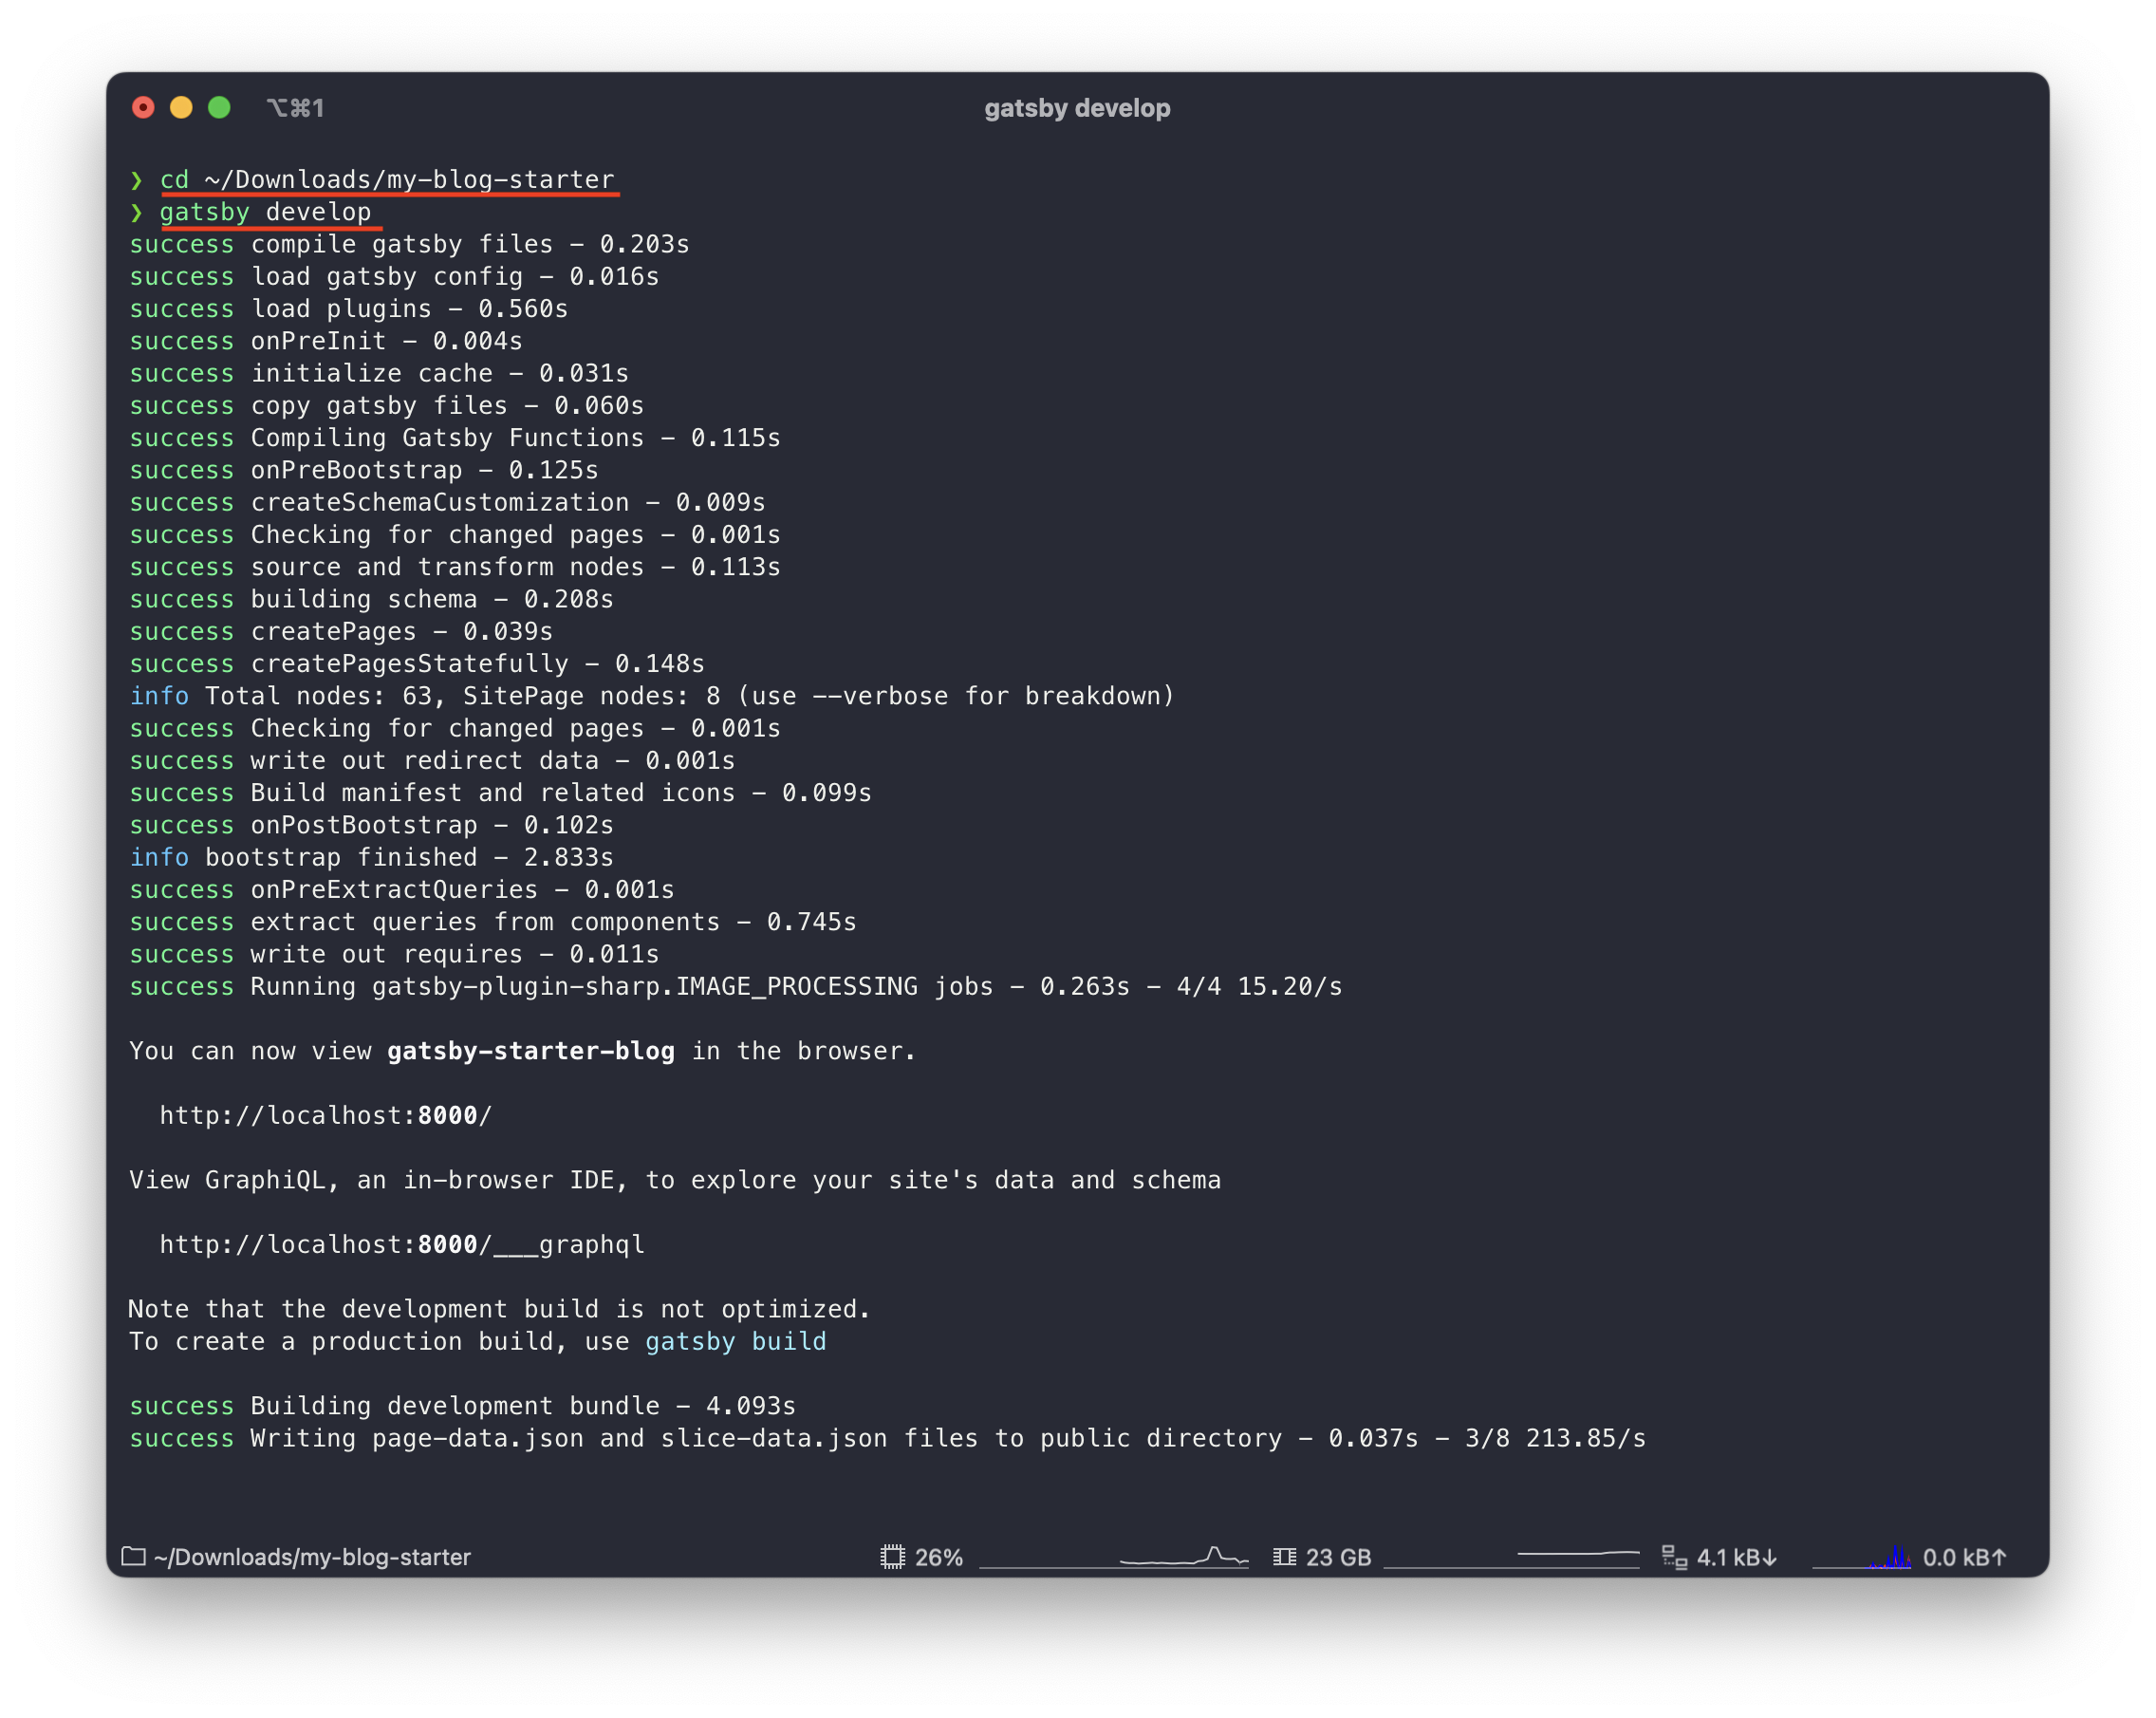 ⌥⌘1
gatsby develop
❯ cd ~/Downloads/my-blog-starter
❯ gatsby develop
success compile gatsby files - 0.203s
success load gatsby config - 0.016s
success load plugins - 0.560s
success onPreInit - 0.004s
success initialize cache - 0.031s
success copy gatsby files - 0.060s
success Compiling Gatsby Functions - 0.115s
success onPreBootstrap - 0.125s
success createSchemaCustomization - 0.009s
success Checking for changed pages - 0.001s
success source and transform nodes - 0.113s
success building schema - 0.208s
success createPages - 0.039s
success createPagesStatefully - 0.148s
info Total nodes: 63, SitePage nodes: 8 (use --verbose for breakdown)
success Checking for changed pages - 0.001s
success write out redirect data - 0.001s
success Build manifest and related icons - 0.099s
success onPostBootstrap - 0.102s
info bootstrap finished - 2.833s
success onPreExtractQueries - 0.001s
success extract queries from components - 0.745s
success write out requires - 0.011s
success Running gatsby-plugin-sharp.IMAGE_PROCESSING jobs - 0.263s - 4/4 15.20/s
You can now view gatsby-starter-blog in the browser.
http://localhost:8000/
View GraphiQL, an in-browser IDE, to explore your site's data and schema
http://localhost:8000/___graphql
Note that the development build is not optimized.
To create a production build, use gatsby build
success Building development bundle - 4.093s
success Writing page-data.json and slice-data.json files to public directory - 0.037s - 3/8 213.85/s
~/Downloads/my-blog-starter 26% 23 GB 4.1 kB↓ 0.0 kB↑